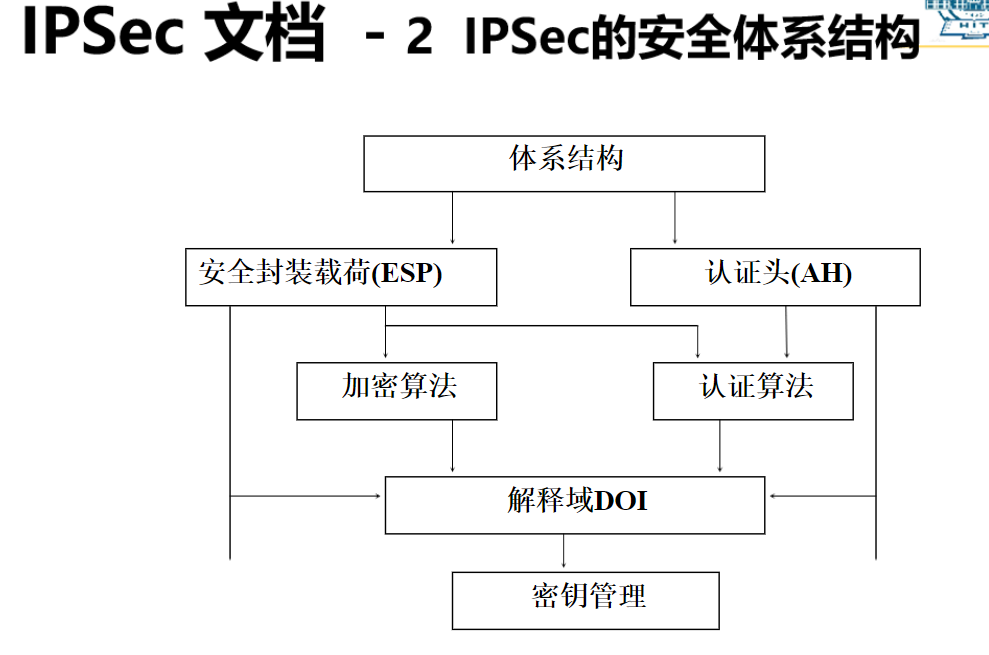 IPSec 文档 - 2 IPSec的安全体系结构
HIT
体系结构
安全封装载荷(ESP)
认证头(AH)
加密算法
认证算法
解释域DOI
密钥管理